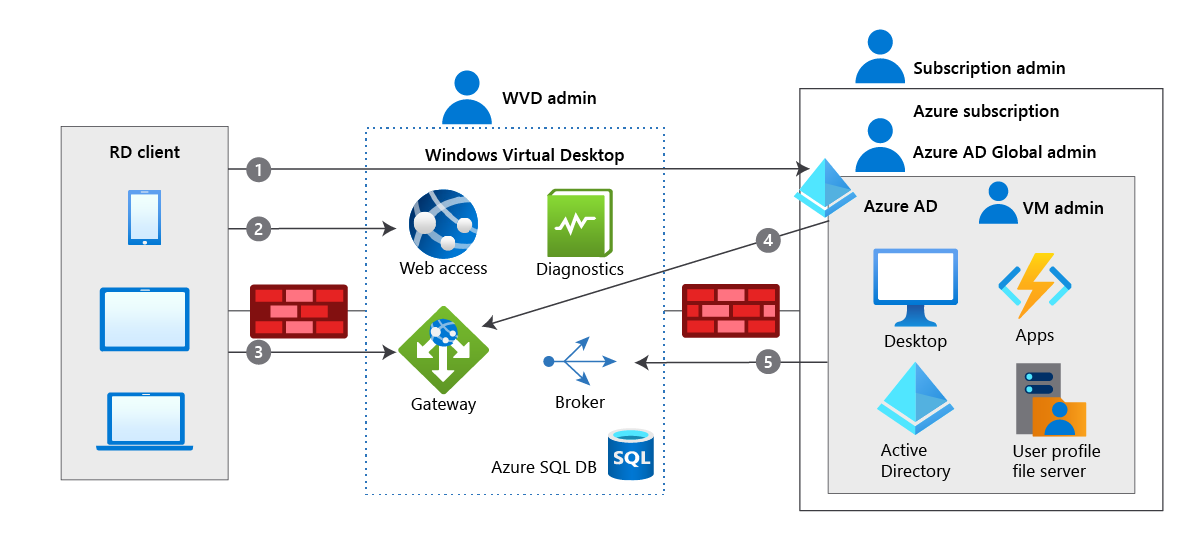 Subscription admin
WVD admin
Azure subscription
RD client
Windows Virtual Desktop
Azure AD Global admin
1
Azure AD
VM admin
2
4
Web access
Diagnostics
Desktop
Apps
3
5
Gateway
Broker
Active
Directory
User profile
file server
Azure SQL DB
SQL